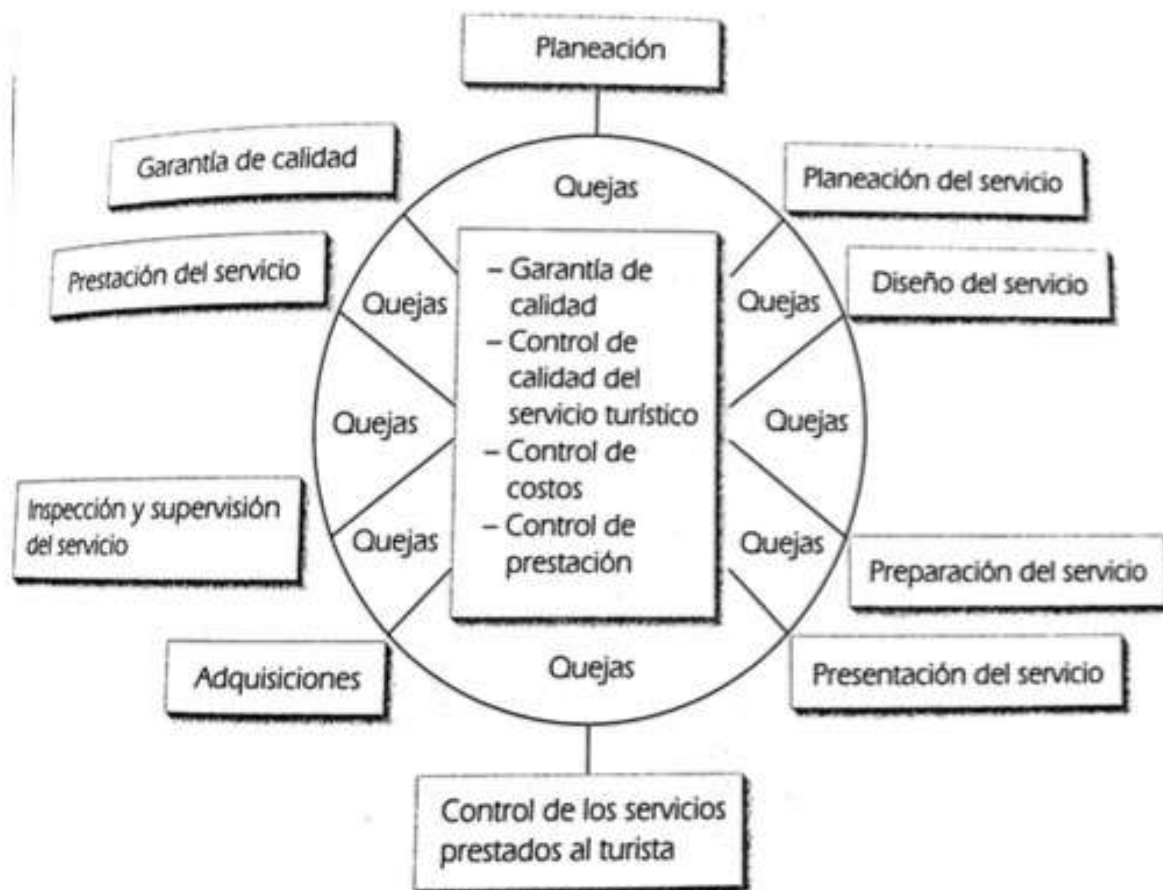 Planeación
Garantía de calidad
Planeación del servicio
Quejas
Prestación del servicio
Diseño del servicio
Quejas
Quejas
– Garantía de
calidad
– Control de
calidad del
servicio turístico
– Control de
costos
– Control de
prestación
Quejas
Quejas
Inspección y supervisión
del servicio
Quejas
Quejas
Preparación del servicio
Adquisiciones
Quejas
Presentación del servicio
Control de los servicios
prestados al turista